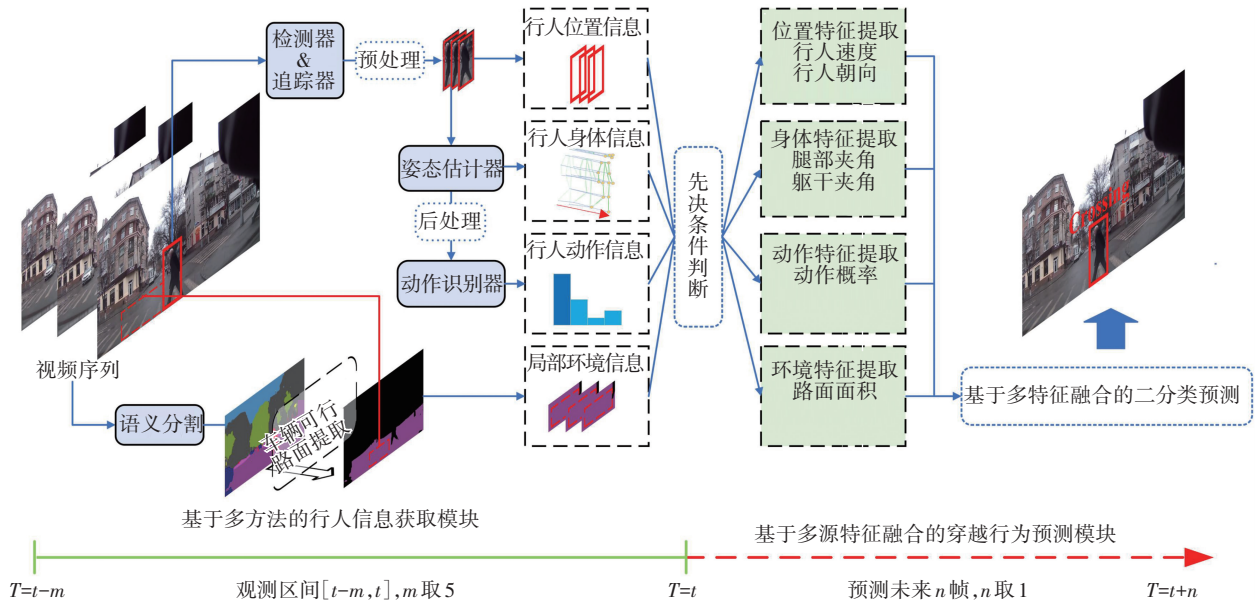 检测器
&
追踪器
预处理
行人位置信息
位置特征提取
行人速度
行人朝向
姿态估计器
行人身体信息
身体特征提取
腿部夹角
躯干夹角
先决条件判断
Crossing
后处理
动作识别器
行人动作信息
动作特征提取
动作概率
视频序列
语义分割
车辆可行
路面提取
局部环境信息
环境特征提取
路面面积
基于多特征融合的二分类预测
基于多方法的行人信息获取模块
基于多源特征融合的穿越行为预测模块
T=t-m
观测区间[t-m,t],m取5
T=t
预测未来n帧,n取1
T=t+n